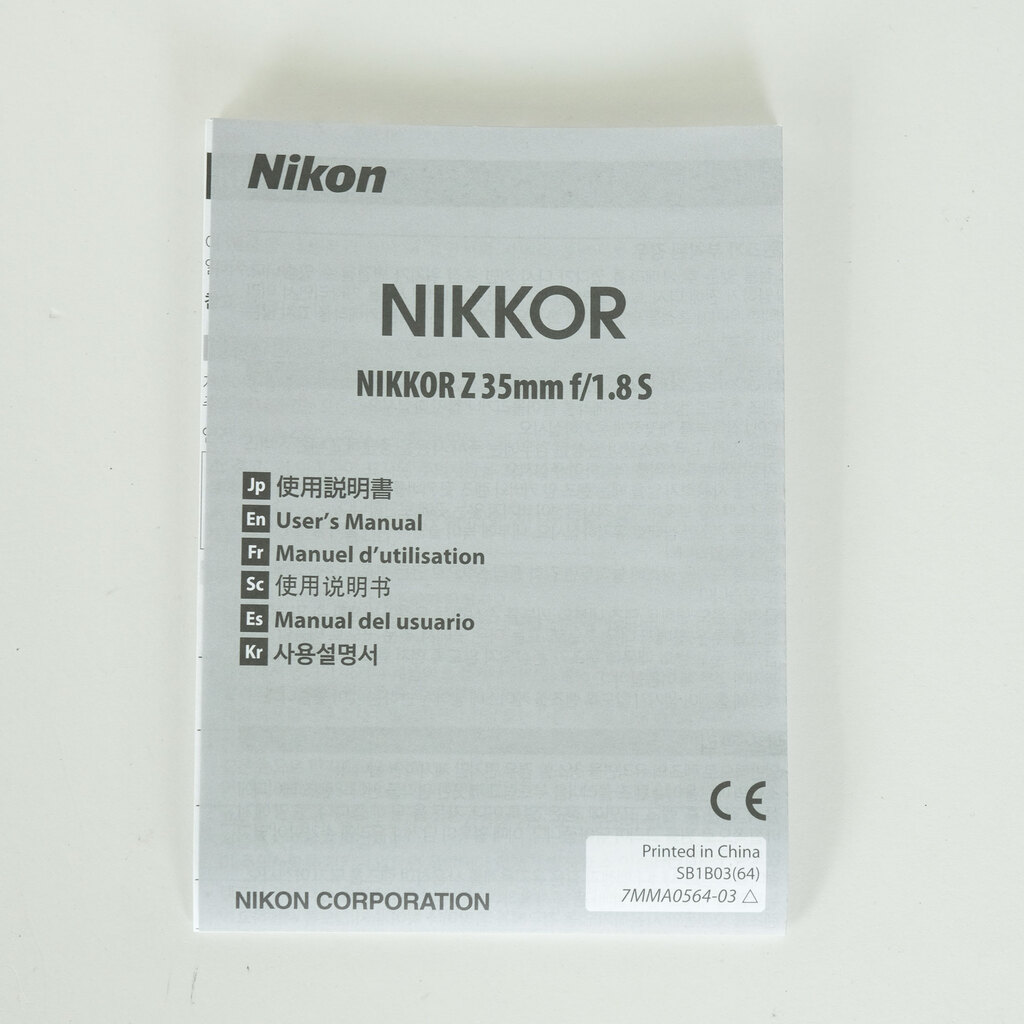 Nikon
NIKKOR
NIKKOR Z 35mm f/1.8 S
Jp 使用説明書
En User's Manual
Fr Manuel d'utilisation
Sc 使用说明书
Es Manual del usuario
Kr 사용설명서
CE
Printed in China
SB1B03(64)
7MMA0564-03 △
NIKON CORPORATION